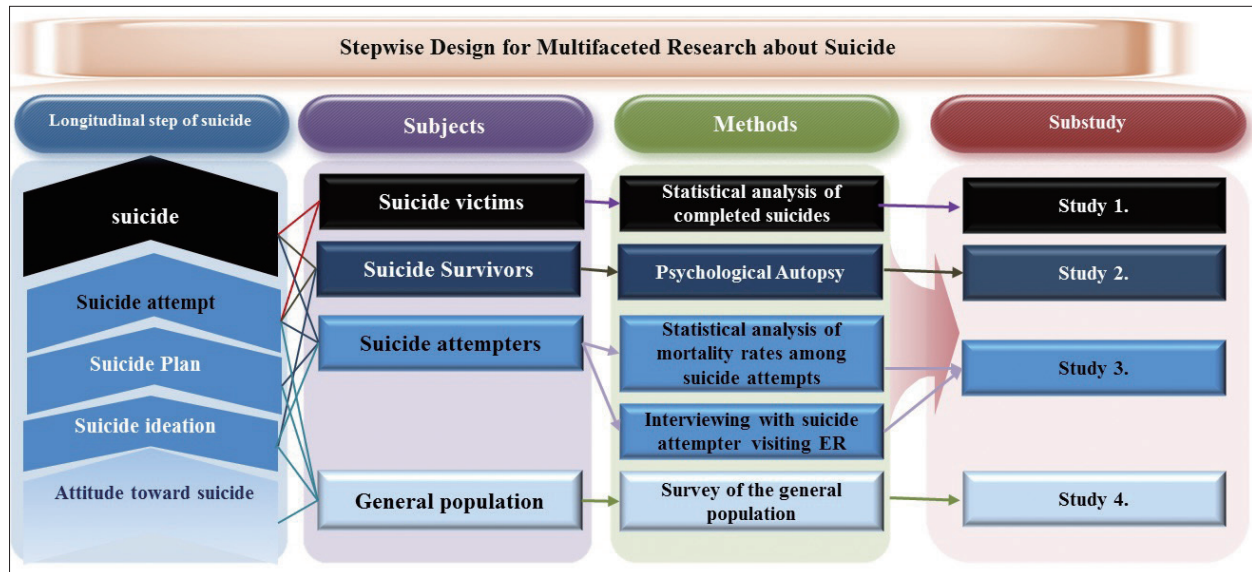 Stepwise Design for Multifaceted Research about Suicide
Longitudinal step of suicide
Subjects
Methods
Substudy
suicide
Suicide attempt
Suicide Plan
Suicide ideation
Attitude toward suicide
Suicide victims
Suicide Survivors
Suicide attempters
General population
Statistical analysis of
completed suicides
Psychological Autopsy
Statistical analysis of
mortality rates among
suicide attempts
Interviewing with suicide
attempter visiting ER
Survey of the general
population
Study 1.
Study 2.
Study 3.
Study 4.